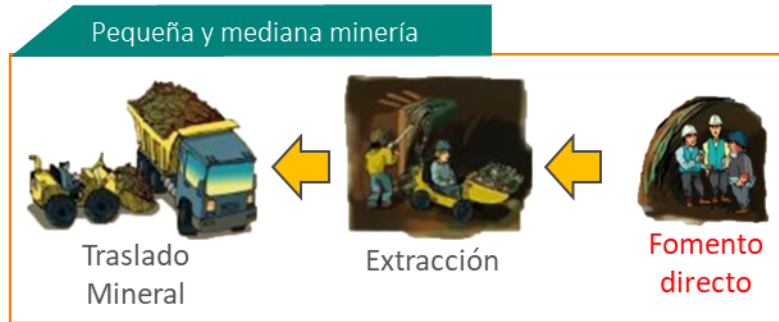 Pequeña y mediana minería
Traslado
Mineral
Extracción
Fomento
directo